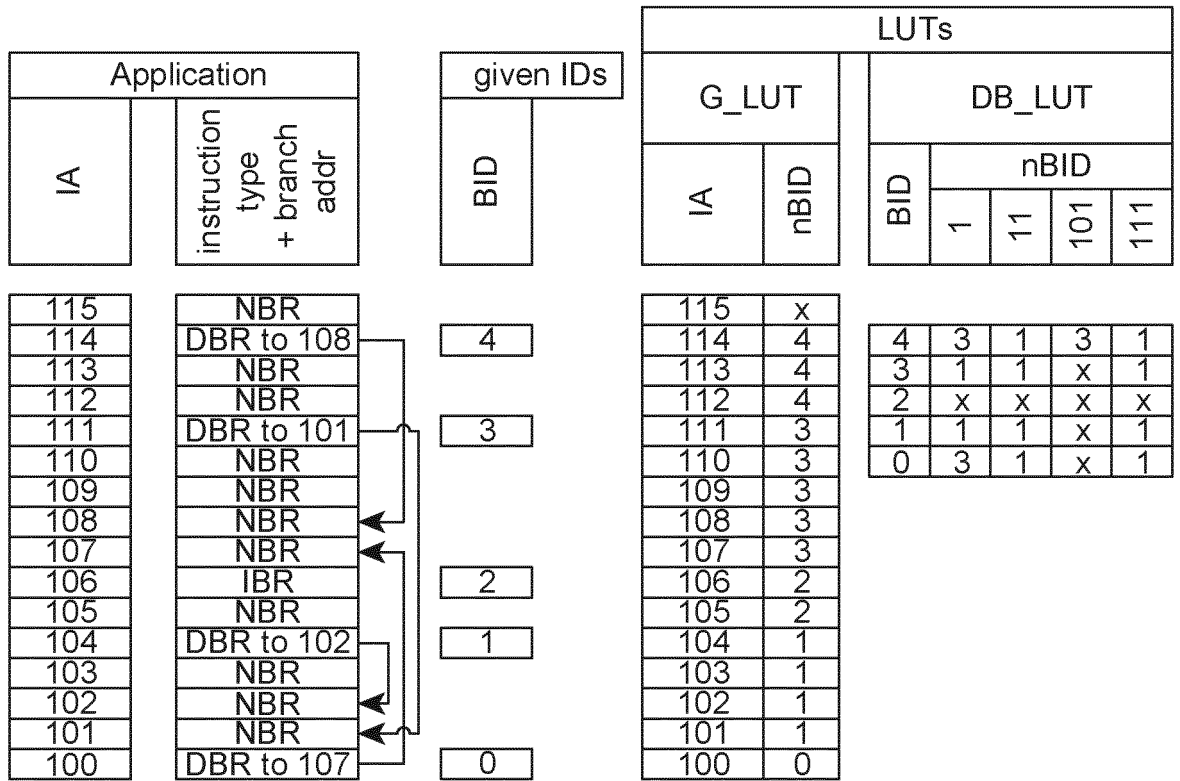 LUTs
Application given IDs
G_LUT DB_LUT
IA instruction type + branch addr BID IA nBID BID nBID
1 11 101 111
115 NBR 115 x
114 DBR to 108 4 114 4 4 3 1 3 1
113 NBR 113 4 3 1 1 x 1
112 NBR 112 4 2 x x x x
111 DBR to 101 3 111 3 1 1 1 x 1
110 NBR 110 3 0 3 1 x 1
109 NBR 109 3
108 NBR 108 3
107 NBR 107 3
106 IBR 2 106 2
105 NBR 105 2
104 DBR to 102 1 104 1
103 NBR 103 1
102 NBR 102 1
101 NBR 101 1
100 DBR to 107 0 100 0